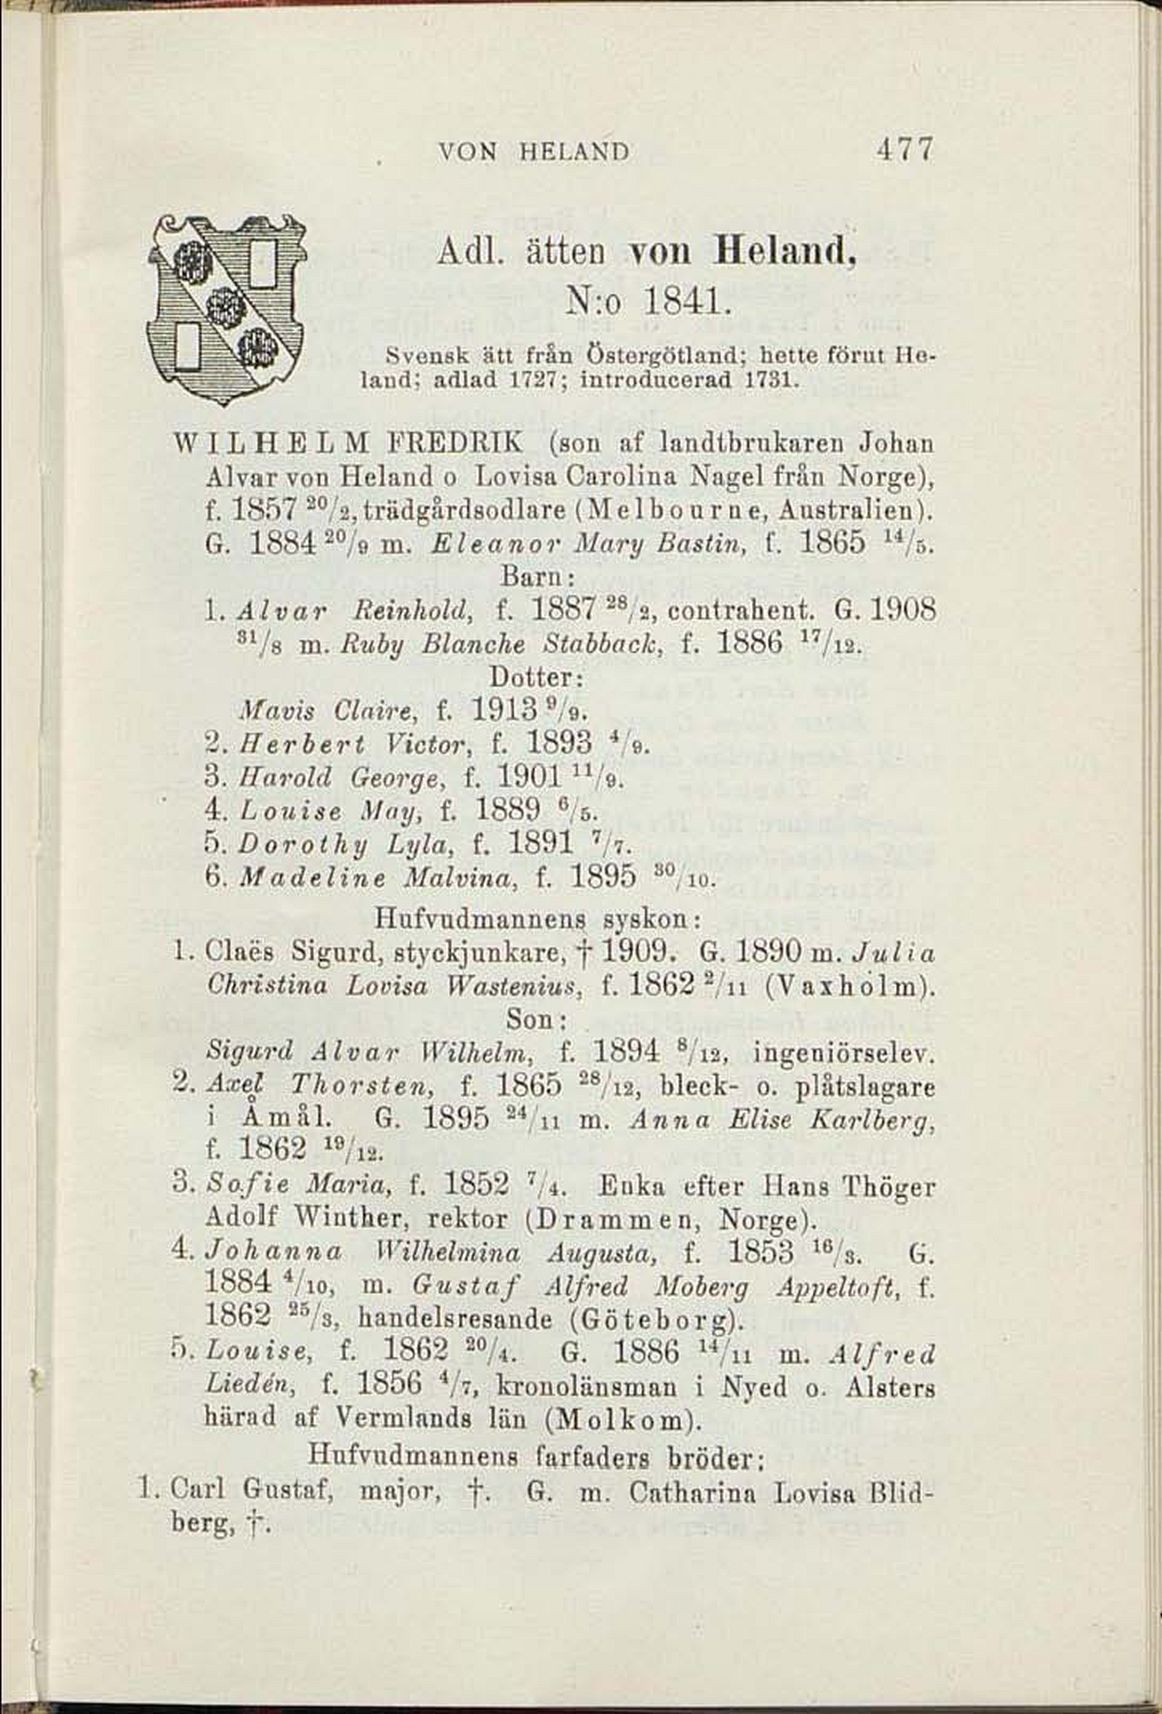 VON HELAND 477
Adl. ätten von Heland,
N:o 1841.
Svensk ätt från Östergötland; hette förut He-
land; adlad 1727; introducerad 1731.
WILHELM FREDRIK (son af landtbrukaren Johan
Alvar von Heland o Lovisa Carolina Nagel från Norge),
f. 1857 20/2, trädgårdsodlare (Melbourne, Australien).
G. 1884 20/9 m. Eleanor Mary Bastin, f. 1865 14/5.
Barn:
1. Alvar Reinhold, f. 1887 28/2, contrahent. G. 1908
31/8 m. Ruby Blanche Stabback, f. 1886 17/12.
Dotter:
Mavis Claire, f. 1913 9/9.
2. Herbert Victor, f. 1893 4/9.
3. Harold George, f. 1901 11/9.
4. Louise May, f. 1889 6/5.
5. Dorothy Lyla, f. 1891 7/7.
6. Madeline Malvina, f. 1895 30/10.
Hufvudmannens syskon:
1. Claës Sigurd, styckjunkare, † 1909. G. 1890 m. Julia
Christina Lovisa Wastenius, f. 1862 2/11 (Vaxholm).
Son:
Sigurd Alvar Wilhelm, f. 1894 8/12, ingeniörselev.
2. Axel Thorsten, f. 1865 28/12, bleck- o. plåtslagare
i Åmål. G. 1895 24/11 m. Anna Elise Karlberg,
f. 1862 19/12.
3. Sofie Maria, f. 1852 7/4. Enka efter Hans Thöger
Adolf Winther, rektor (Drammen, Norge).
4. Johanna Wilhelmina Augusta, f. 1853 16/3. G.
1884 4/10, m. Gustaf Alfred Moberg Appeltoft, f.
1862 25/3, handelsresande (Göteborg).
5. Louise, f. 1862 20/4. G. 1886 14/11 m. Alfred
Liedén, f. 1856 4/7, kronolänsman i Nyed o. Alsters
härad af Vermlands län (Molkom).
Hufvudmannens farfaders bröder:
1. Carl Gustaf, major, †. G. m. Catharina Lovisa Blid-
berg, †.